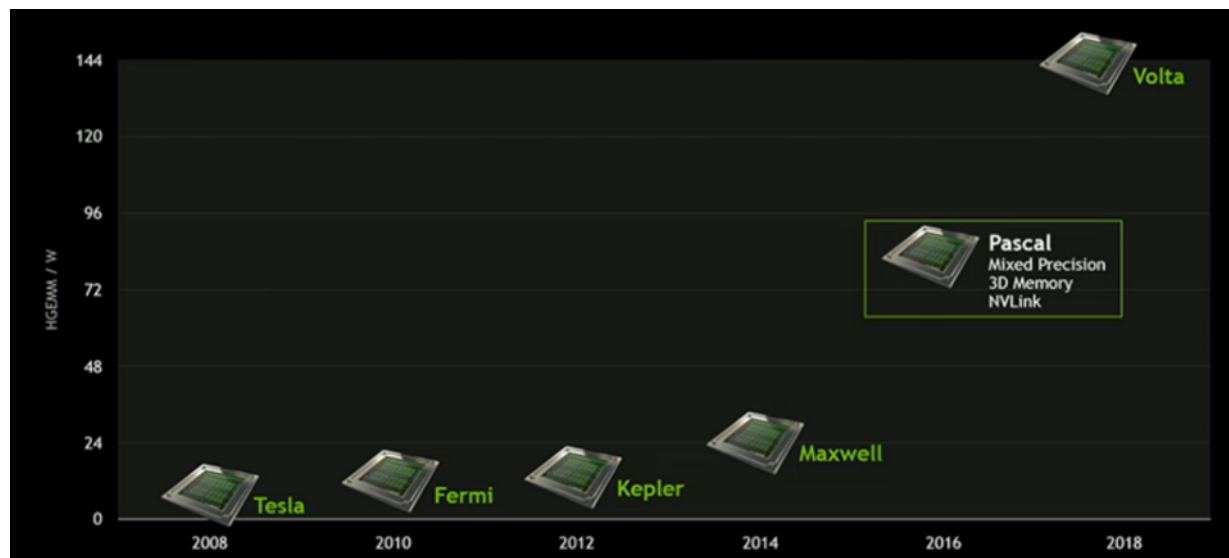 144
Volta
120
96
Pascal
Mixed Precision
3D Memory
NVLink
HGEMM / W
72
48
24
Maxwell
Kepler
Fermi
Tesla
0
2008 2010 2012 2014 2016 2018